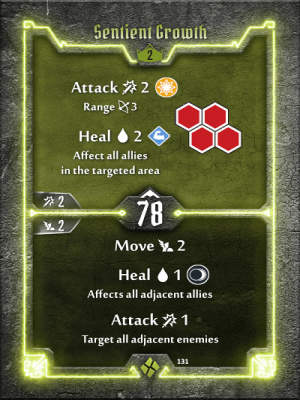 Sentient Growth
2
Attack 2
Range 3
Heal 2
Affect all allies
in the targeted area
2
78
2
Move 2
Heal 1
Affects all adjacent allies
Attack 1
Target all adjacent enemies
131